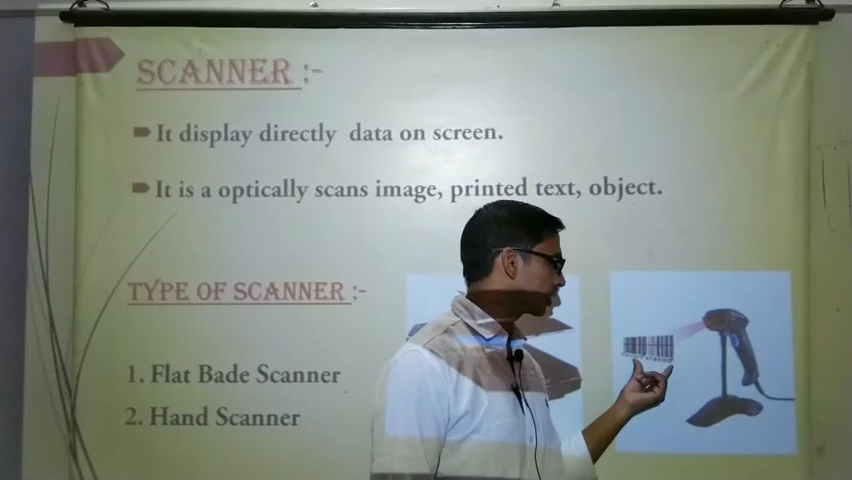 SCANNER :-
It display directly data on screen.
It is a optically scans image, printed text, object.
TYPE OF SCANNER :-
1. Flat Bade Scanner
2. Hand Scanner